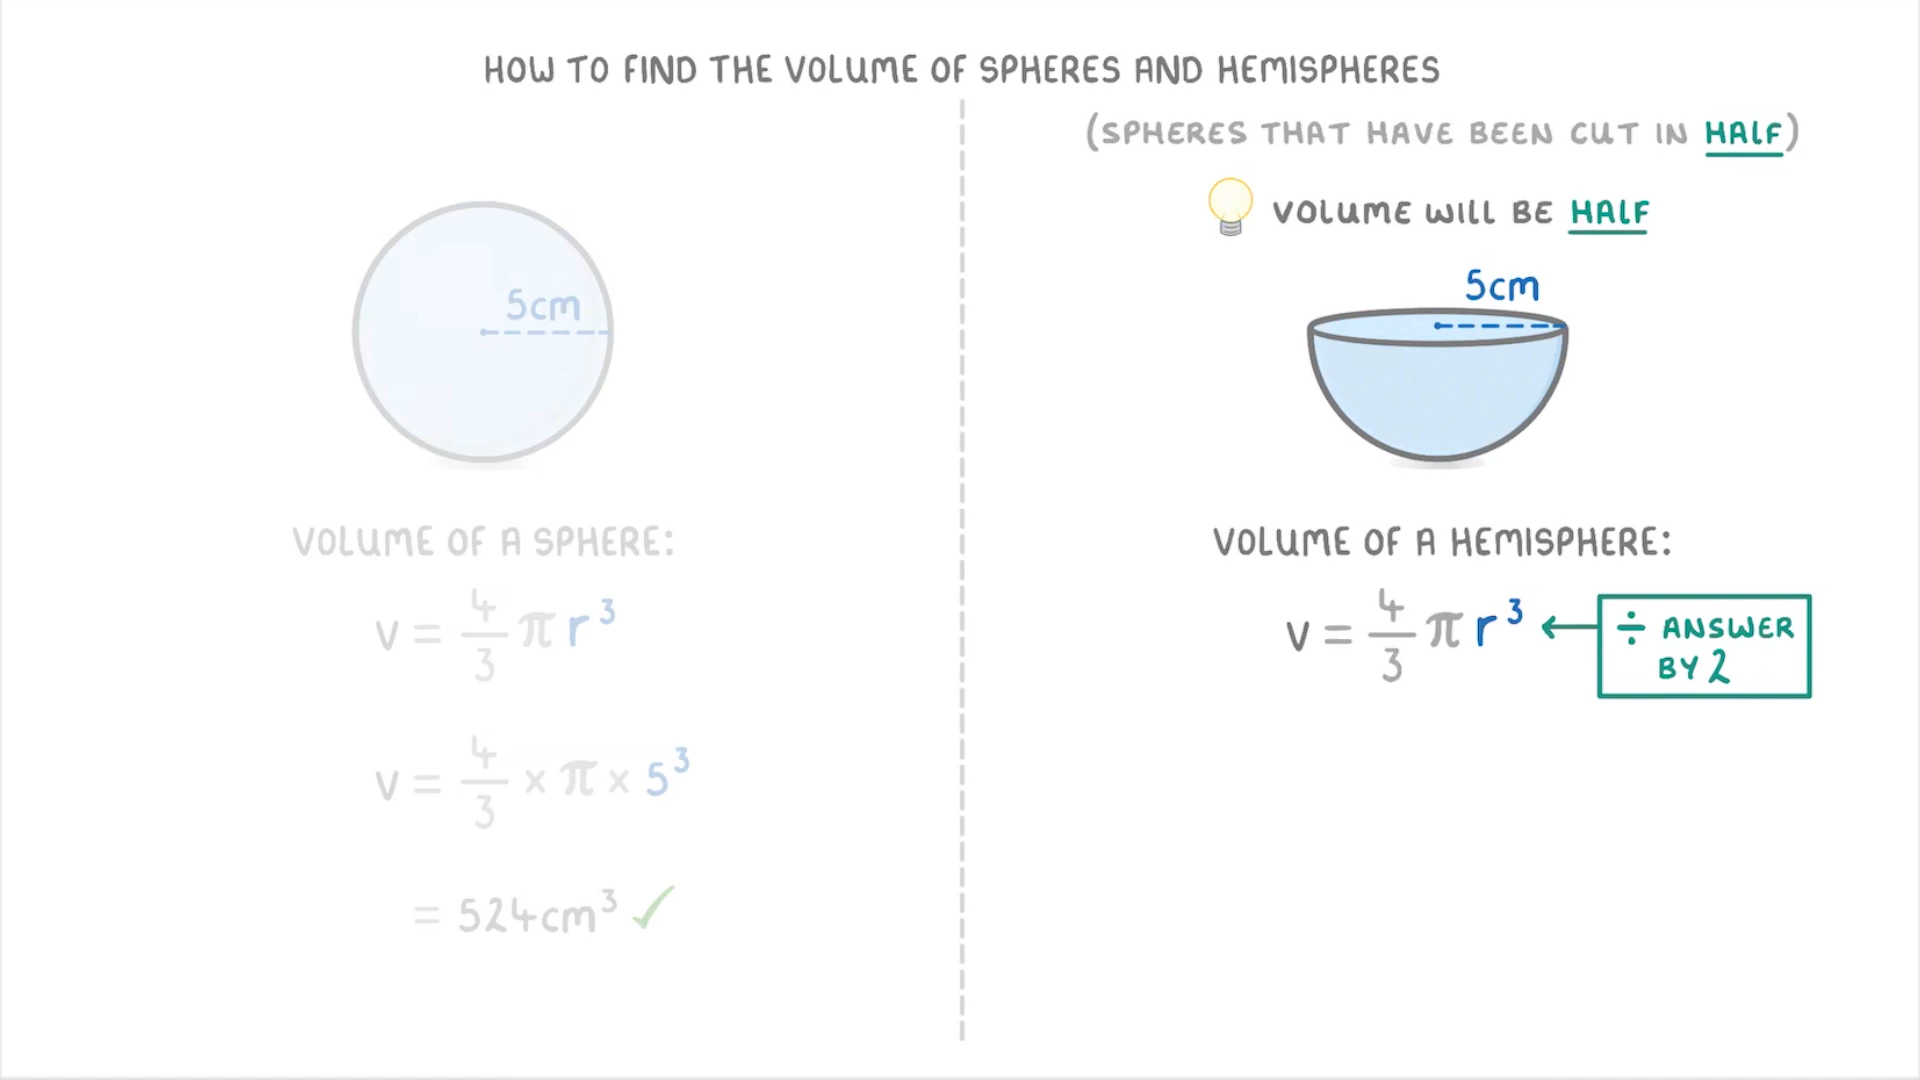 HOW TO FIND THE VOLUME OF SPHERES AND HEMISPHERES
5cm
VOLUME OF A SPHERE:
V = 4/3 π r³
V = 4/3 × π × 5³
= 524cm³ ✓
(SPHERES THAT HAVE BEEN CUT IN HALF)
VOLUME WILL BE HALF
5cm
VOLUME OF A HEMISPHERE:
V = 4/3 π r³ ← ÷ ANSWER
BY 2